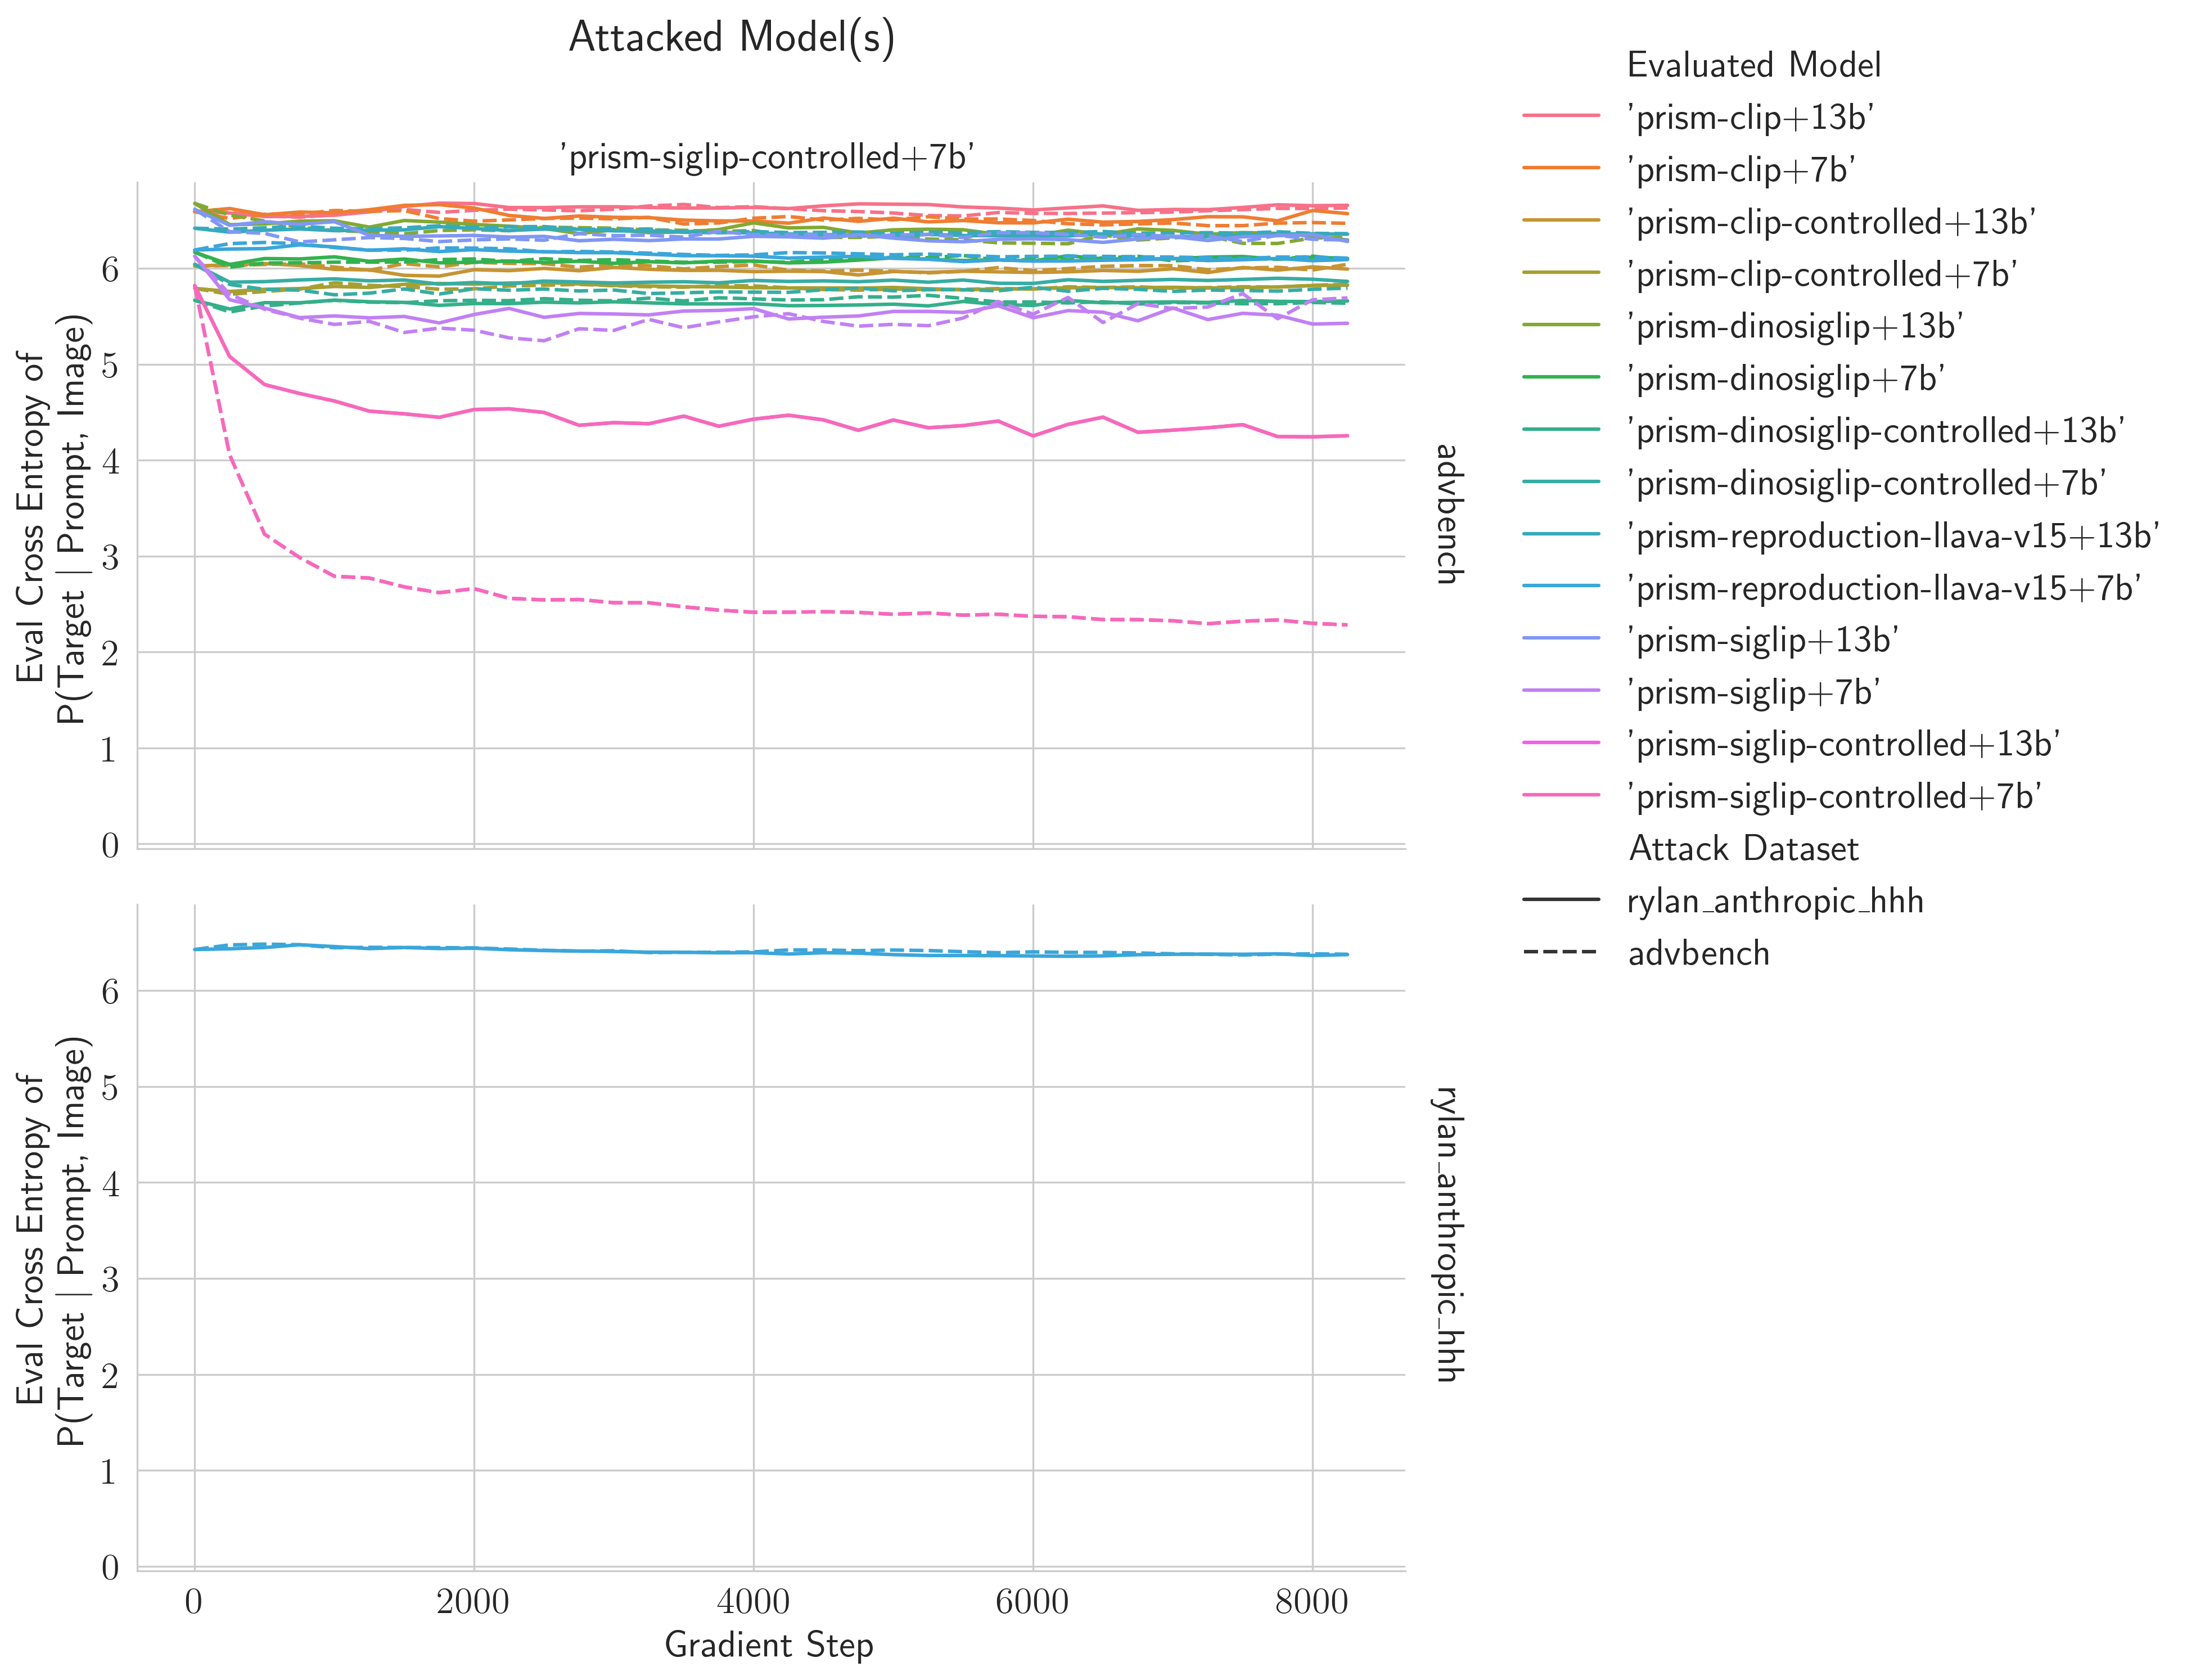 Attacked Model(s)
'prism-siglip-controlled+7b'
Eval Cross Entropy of
P(Target | Prompt, Image)
6
5
4
3
2
1
0
advbench
Eval Cross Entropy of
P(Target | Prompt, Image)
6
5
4
3
2
1
0
rylan_anthropic_hhh
0 2000 4000 6000 8000
Gradient Step
Evaluated Model
'prism-clip+13b'
'prism-clip+7b'
'prism-clip-controlled+13b'
'prism-clip-controlled+7b'
'prism-dinosiglip+13b'
'prism-dinosiglip+7b'
'prism-dinosiglip-controlled+13b'
'prism-dinosiglip-controlled+7b'
'prism-reproduction-llava-v15+13b'
'prism-reproduction-llava-v15+7b'
'prism-siglip+13b'
'prism-siglip+7b'
'prism-siglip-controlled+13b'
'prism-siglip-controlled+7b'
Attack Dataset
rylan_anthropic_hhh
advbench